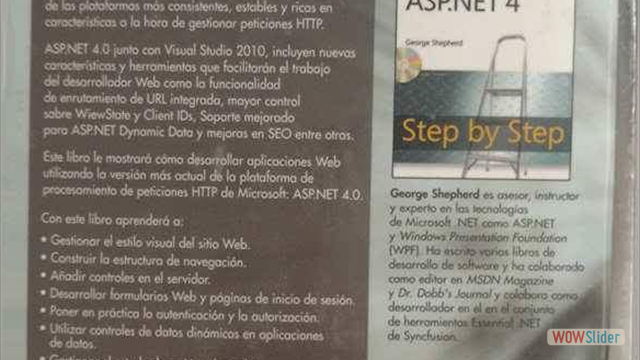 de las plataformas más consistentes, estables y ricas en
características a la hora de gestionar peticiones HTTP.
ASP.NET 4.0 junto con Visual Studio 2010, incluyen nuevas
características y herramientas que facilitarán el trabajo
del desarrollador Web como la funcionalidad
de enrutamiento de URL integrada, mayor control
sobre WiewState y Client IDs, Soporte mejorado
para ASP.NET Dynamic Data y mejoras en SEO entre otras.
Este libro le mostrará cómo desarrollar aplicaciones Web
utilizando la versión más actual de la plataforma de
procesamiento de peticiones HTTP de Microsoft: ASP.NET 4.0.
Con este libro aprenderá a:
• Gestionar el estilo visual del sitio Web.
• Construir la estructura de navegación.
• Añadir controles en el servidor.
• Desarrollar formularios Web y páginas de inicio de sesión.
• Poner en práctica la autenticación y la autorización.
• Utilizar controles de datos dinámicos en aplicaciones
de datos.
ASP.NET 4
George Shepherd
Step by Step
George Shepherd es asesor, instructor
y experto en las tecnologías
de Microsoft .NET como ASP.NET
y Windows Presentation Foundation
(WPF). Ha escrito varios libros de
desarrollo de software y ha colaborado
como editor en MSDN Magazine
y Dr. Dobb's Journal y colabora como
desarrollador en el en el conjunto
de herramientas Essential .NET
de Syncfusion.
WOWSlider